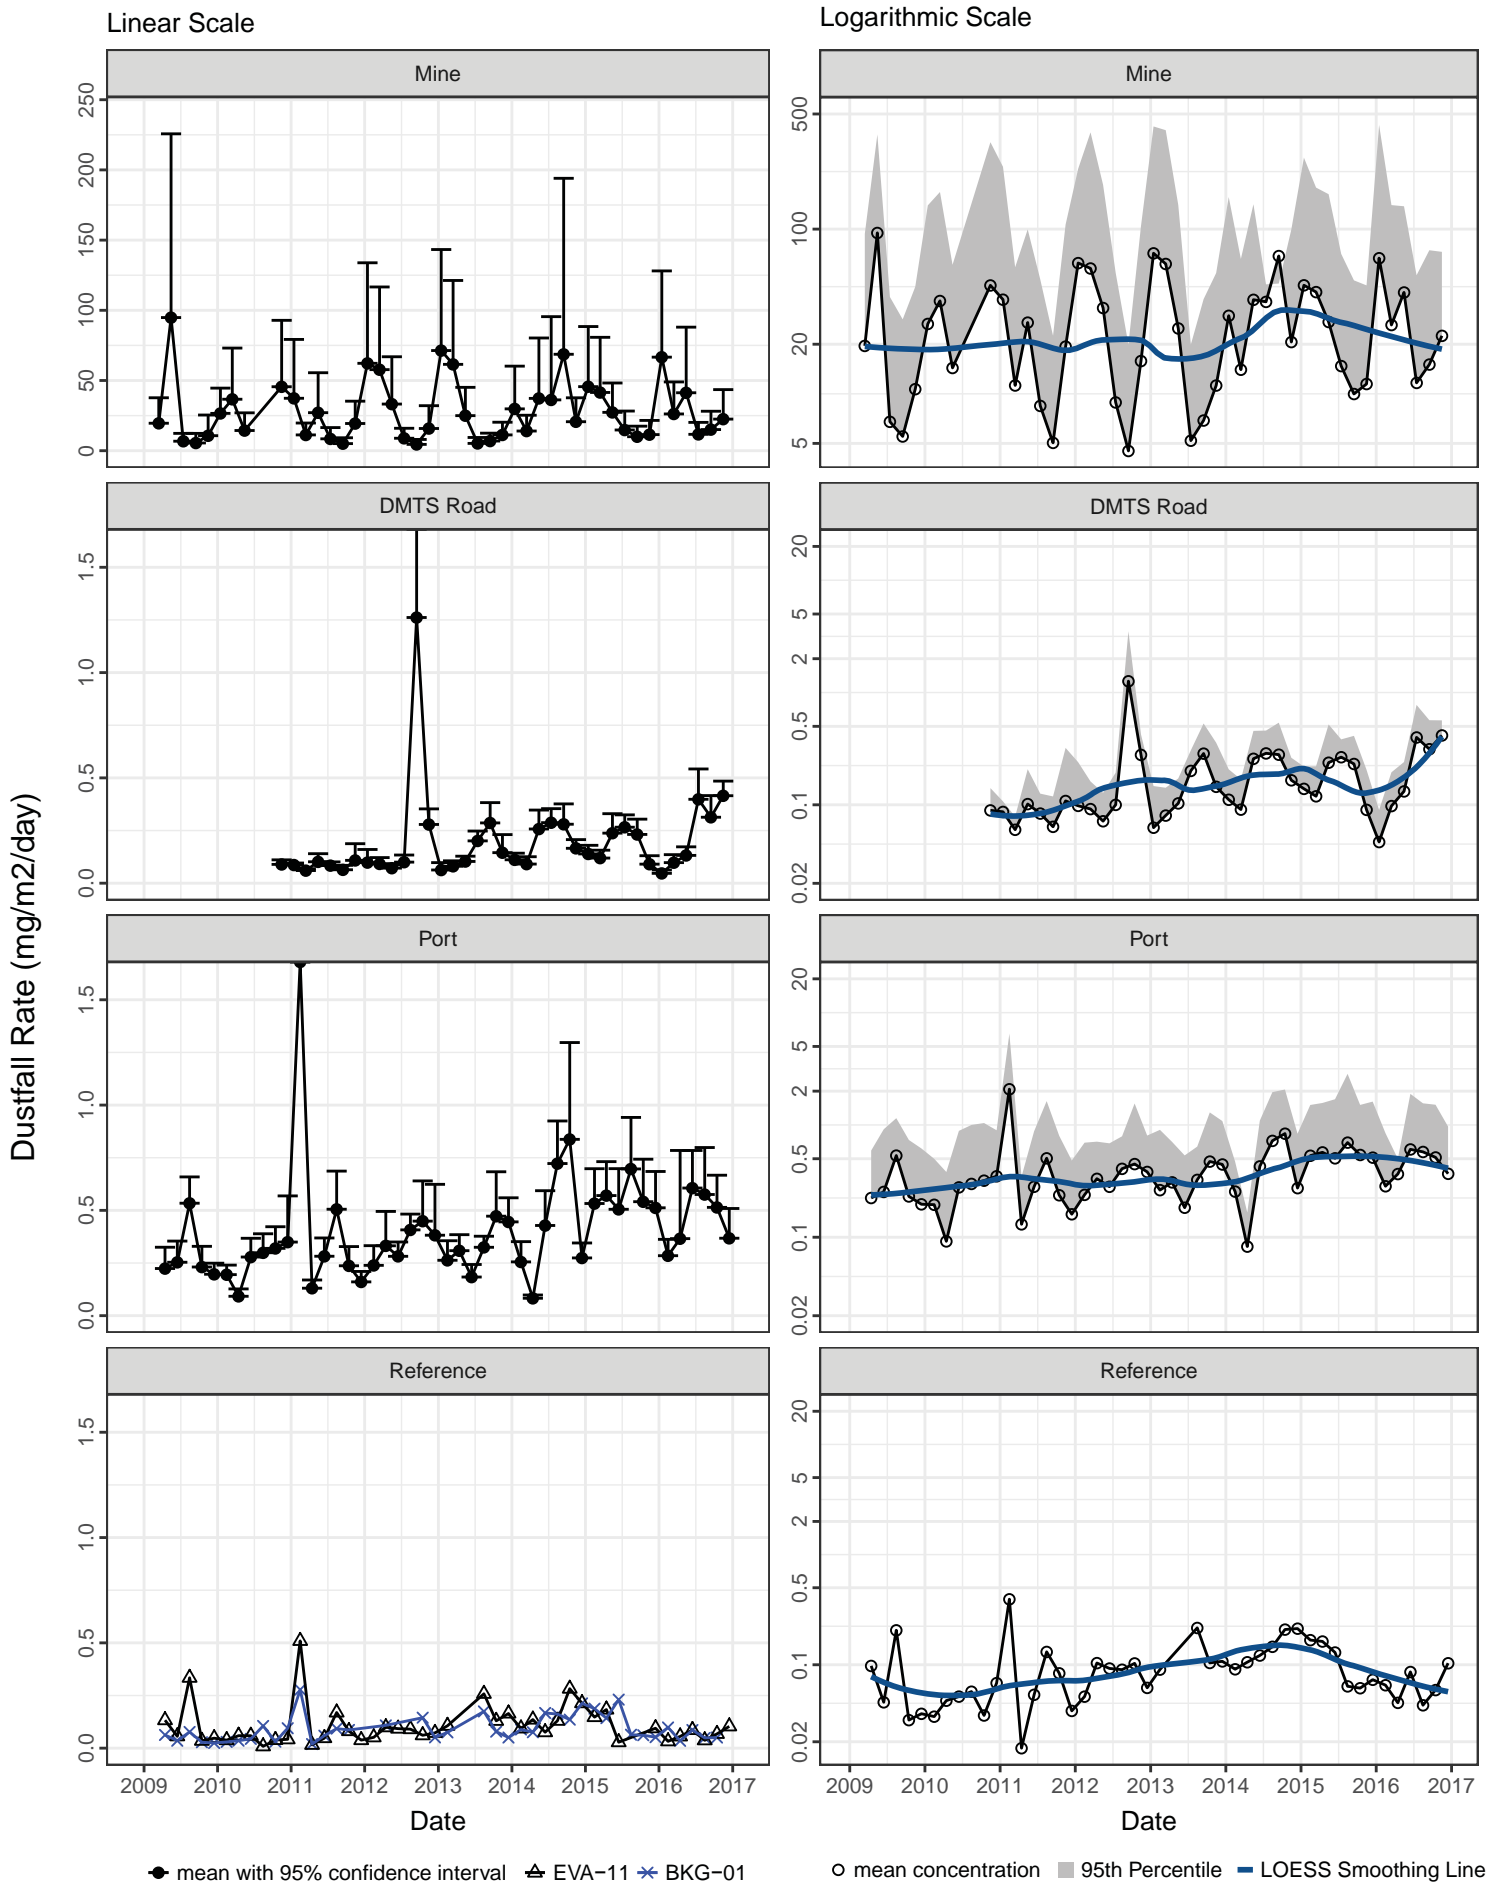 Linear Scale
Logarithmic Scale
Mine
Mine
250
200
150
100
50
0
500
100
20
5
DMTS Road
DMTS Road
1.5
1.0
0.5
0.0
20
5
2
0.5
0.1
0.02
Port
Port
1.5
1.0
0.5
0.0
20
5
2
0.5
0.1
0.02
Reference
Reference
1.5
1.0
0.5
0.0
20
5
2
0.5
0.1
0.02
Dustfall Rate (mg/m2/day)
2009 2010 2011 2012 2013 2014 2015 2016 2017
2009 2010 2011 2012 2013 2014 2015 2016 2017
Date
Date
mean with 95% confidence interval EVA−11 BKG−01
mean concentration 95th Percentile LOESS Smoothing Line